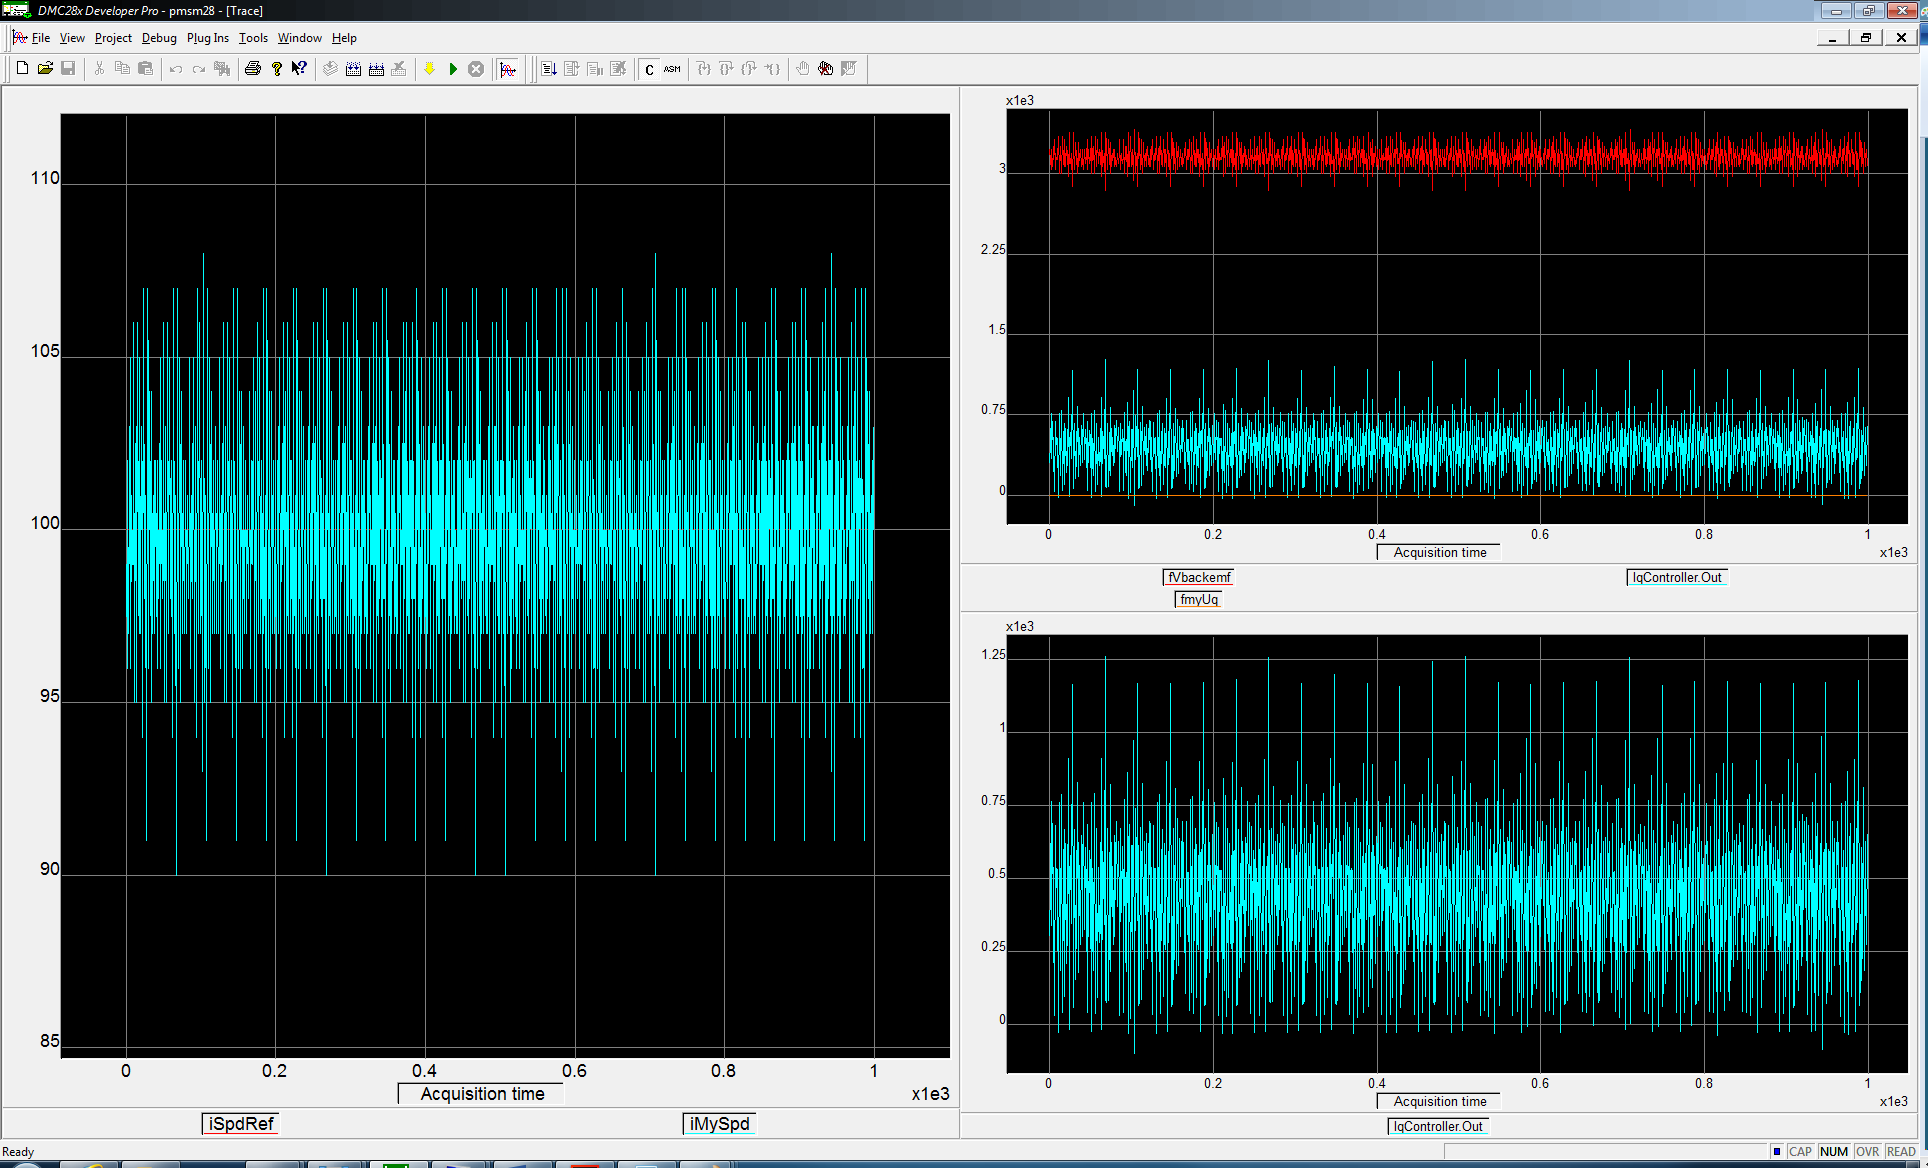 DMC28x Developer Pro - pmsm28 - [Trace]
File View Project Debug Plug Ins Tools Window Help
C ASM
110
105
100
95
90
85
0 0.2 0.4 0.6 0.8 1
Acquisition time x1e3
iSpdRef iMySpd
x1e3
3
2.25
1.5
0.75
0
0 0.2 0.4 0.6 0.8 1
Acquisition time x1e3
fVbackemf IqController.Out
fmyUq
x1e3
1.25
1
0.75
0.5
0.25
0
0 0.2 0.4 0.6 0.8 1
Acquisition time x1e3
IqController.Out
Ready CAP NUM OVR READ